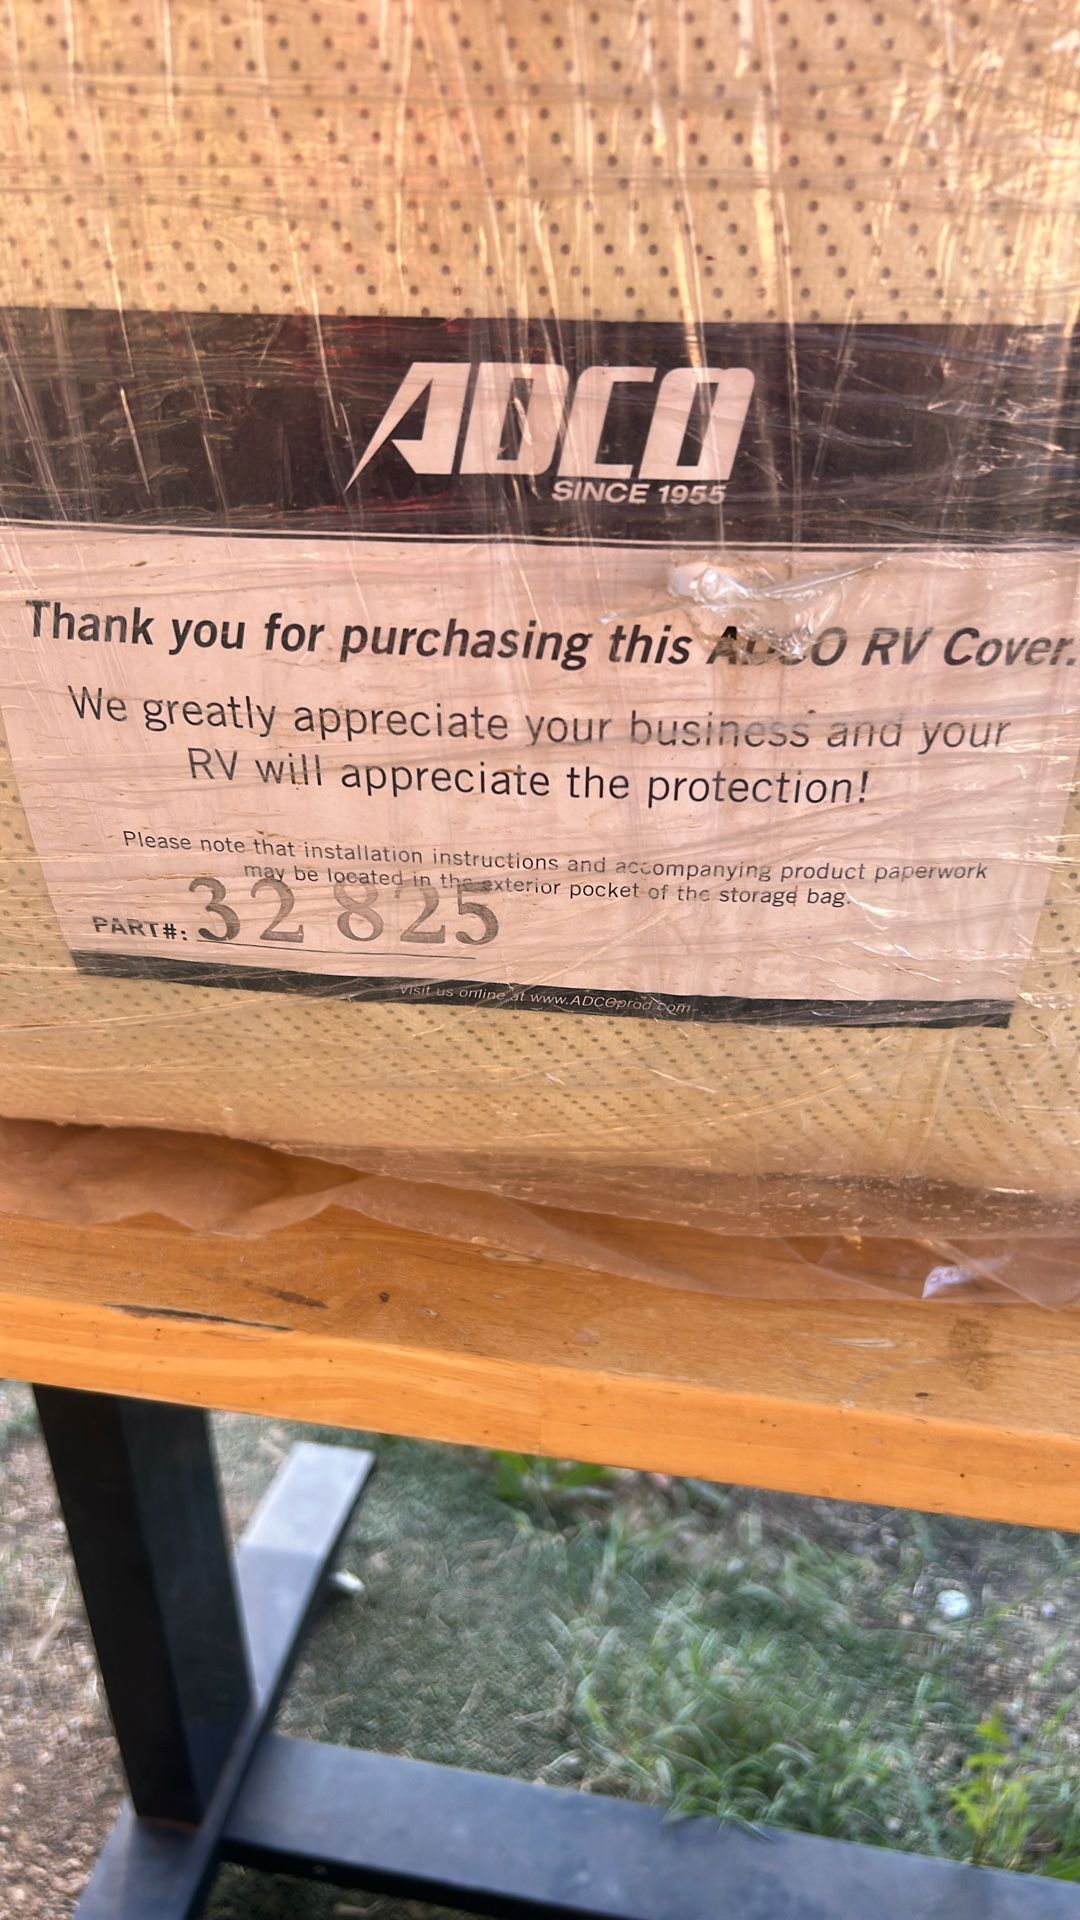 ADCO
SINCE 1955
Thank you for purchasing this ADCO RV Cover.
We greatly appreciate your business and your
RV will appreciate the protection!
Please note that installation instructions and accompanying product paperwork
may be located in the exterior pocket of the storage bag.
PART#: 32825
Visit us online at www.ADCOprod.com